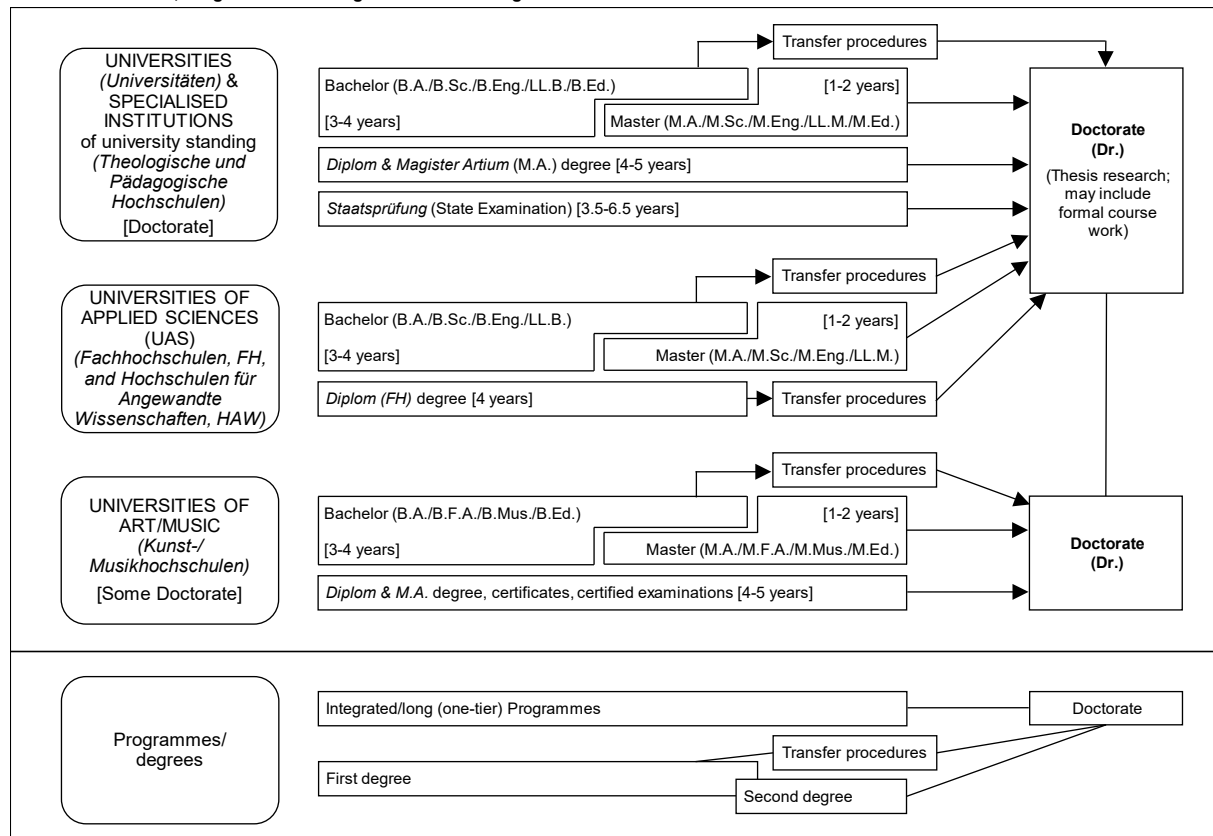 UNIVERSITIES
(Universitäten) &
SPECIALISED
INSTITUTIONS
of university standing
(Theologische und
Pädagogische
Hochschulen)
[Doctorate]
Transfer procedures
Bachelor (B.A./B.Sc./B.Eng./LL.B./B.Ed.)
[3-4 years]
[1-2 years]
Master (M.A./M.Sc./M.Eng./LL.M./M.Ed.)
Diplom & Magister Artium (M.A.) degree [4-5 years]
Staatsprüfung (State Examination) [3.5-6.5 years]
Doctorate
(Dr.)
(Thesis research;
may include
formal course
work)
UNIVERSITIES OF
APPLIED SCIENCES
(UAS)
(Fachhochschulen, FH,
and Hochschulen für
Angewandte
Wissenschaften, HAW)
Transfer procedures
Bachelor (B.A./B.Sc./B.Eng./LL.B.)
[3-4 years]
[1-2 years]
Master (M.A./M.Sc./M.Eng./LL.M.)
Diplom (FH) degree [4 years]
Transfer procedures
UNIVERSITIES OF
ART/MUSIC
(Kunst-/
Musikhochschulen)
[Some Doctorate]
Transfer procedures
Bachelor (B.A./B.F.A./B.Mus./B.Ed.)
[3-4 years]
[1-2 years]
Master (M.A./M.F.A./M.Mus./M.Ed.)
Diplom & M.A. degree, certificates, certified examinations [4-5 years]
Doctorate
(Dr.)
Programmes/
degrees
Integrated/long (one-tier) Programmes
Doctorate
Transfer procedures
First degree
Second degree